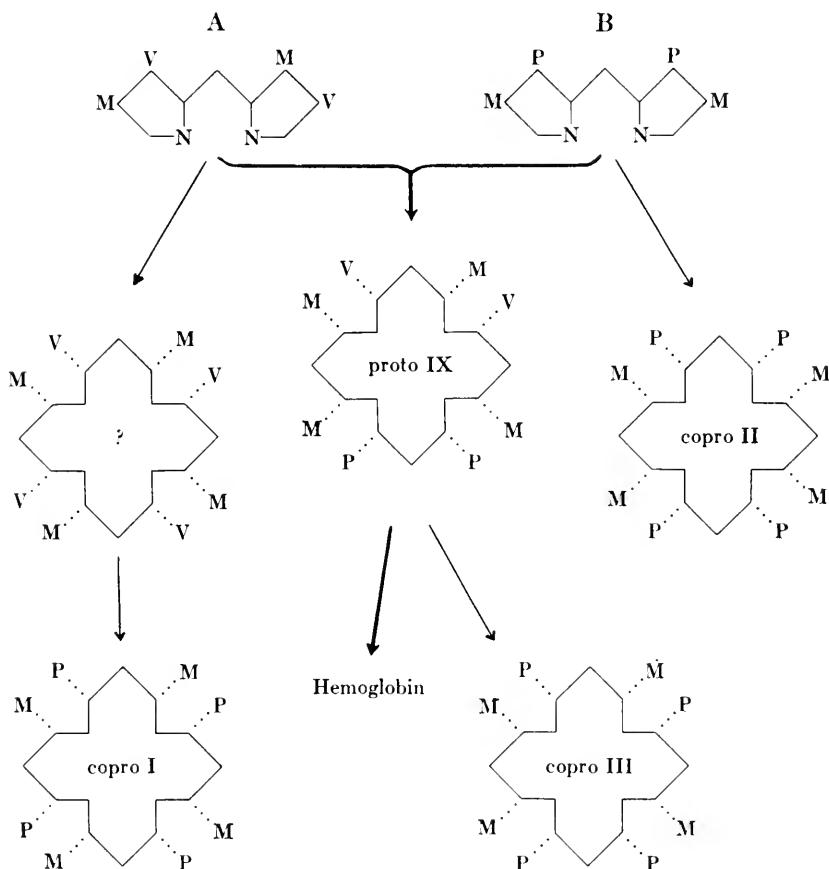 A B
V M P P
M V M M
N N N N
V M
M V
proto IX
M M
P P
V M
M V
?
V M
M V
P P
M M
copro II
M M
P P
Hemoglobin
P M
M P
copro I
P M
M P
P M
M P
copro III
M M
P P